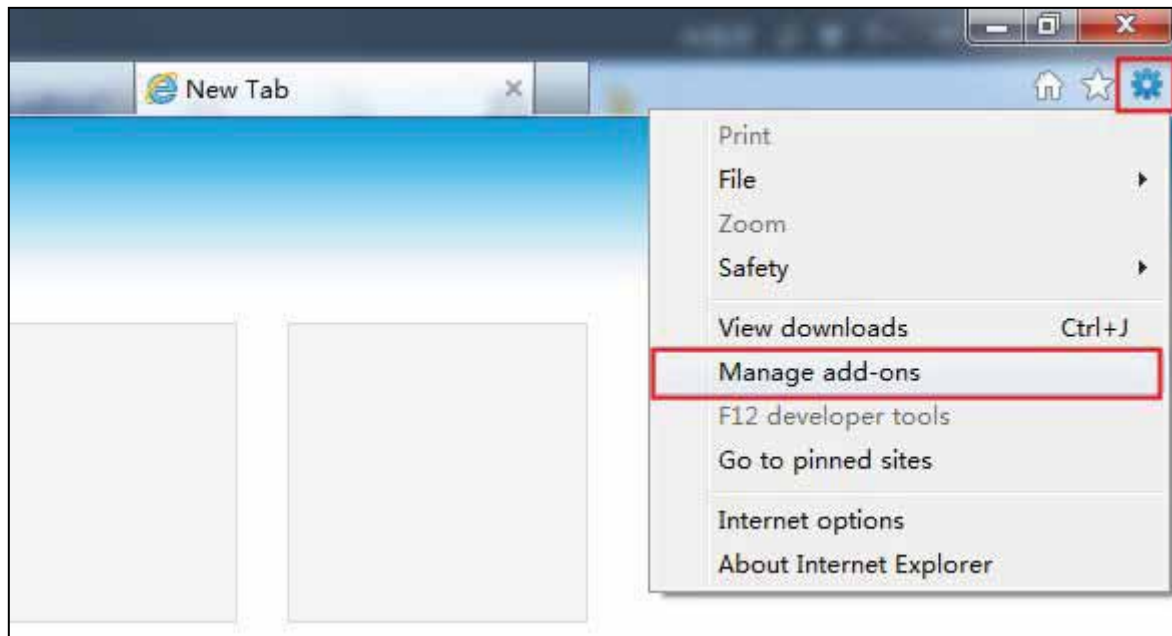 New Tab
Print
File
Zoom
Safety
View downloads Ctrl+J
Manage add-ons
F12 developer tools
Go to pinned sites
Internet options
About Internet Explorer